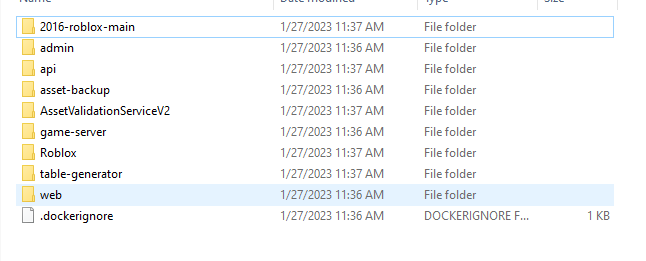 Name Date modified Type Size
2016-roblox-main 1/27/2023 11:37 AM File folder
admin 1/27/2023 11:36 AM File folder
api 1/27/2023 11:37 AM File folder
asset-backup 1/27/2023 11:36 AM File folder
AssetValidationServiceV2 1/27/2023 11:37 AM File folder
game-server 1/27/2023 11:36 AM File folder
Roblox 1/27/2023 11:37 AM File folder
table-generator 1/27/2023 11:37 AM File folder
web 1/27/2023 11:36 AM File folder
.dockerignore 1/27/2023 11:36 AM DOCKERIGNORE F... 1 KB